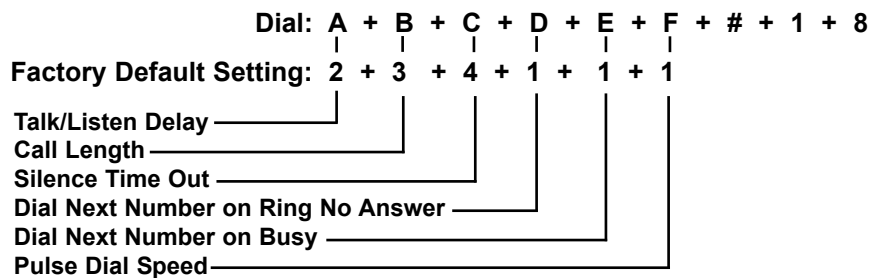 Dial: A + B + C + D + E + F + # + 1 + 8
Factory Default Setting: 2 + 3 + 4 + 1 + 1 + 1
Talk/Listen Delay
Call Length
Silence Time Out
Dial Next Number on Ring No Answer
Dial Next Number on Busy
Pulse Dial Speed